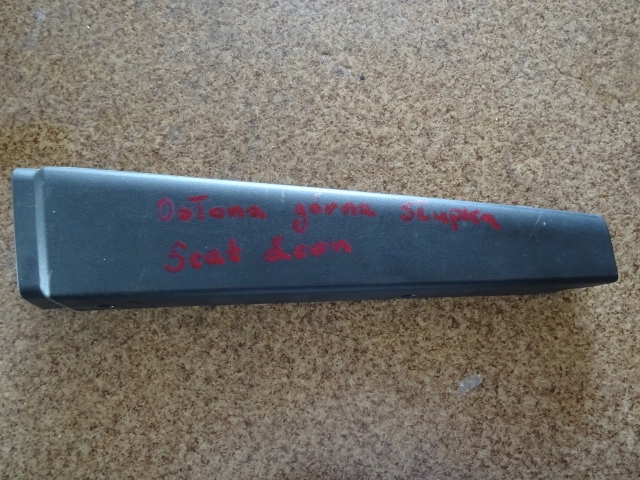 Osłona górna słupka
Seat Leon